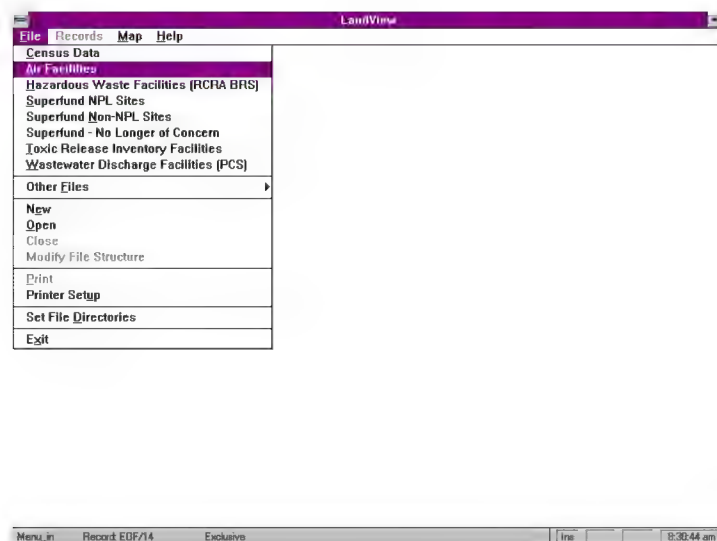 LandView
File Records Map Help
Census Data
Air Facilities
Hazardous Waste Facilities (RCRA BRS)
Superfund NPL Sites
Superfund Non-NPL Sites
Superfund - No Longer of Concern
Toxic Release Inventory Facilities
Wastewater Discharge Facilities (PCS)
Other Files
New
Open
Close
Modify File Structure
Print
Printer Setup
Set File Directories
Exit
Menu_in Record: EOF/14 Exclusive Ins 8:30:44 am